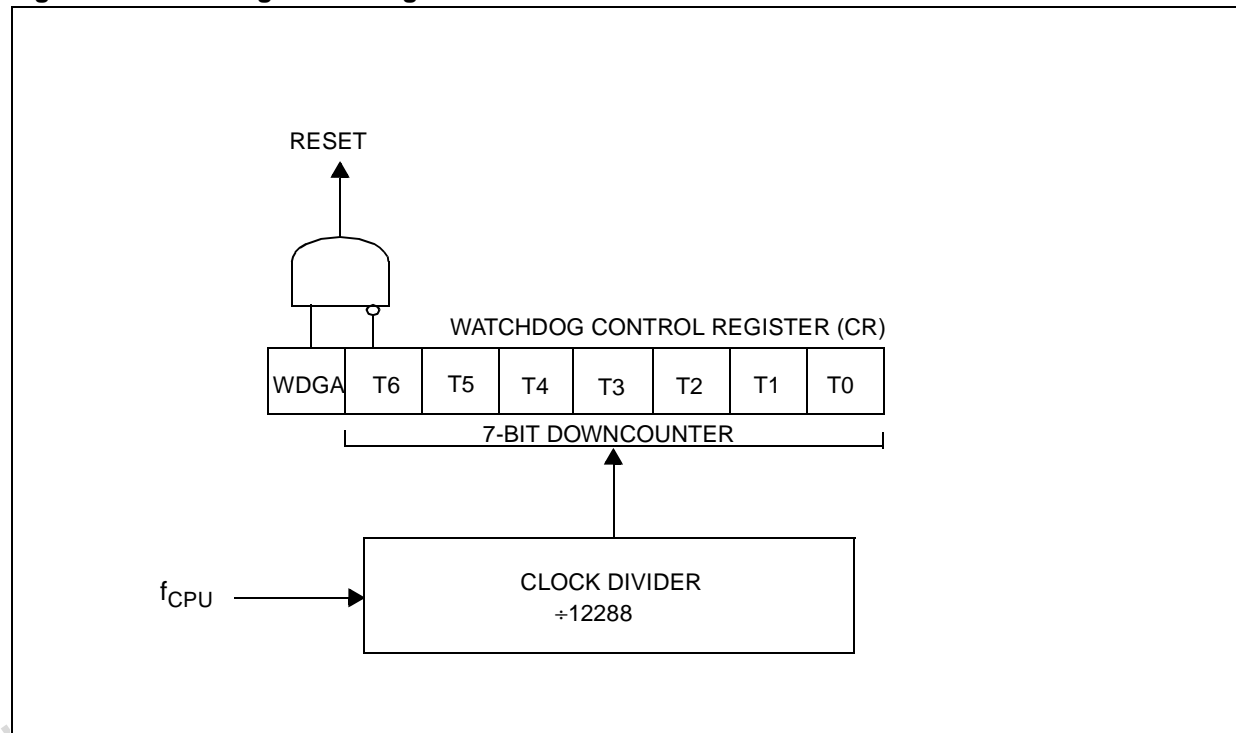 RESET
WATCHDOG CONTROL REGISTER (CR)
WDGA T6 T5 T4 T3 T2 T1 T0
7-BIT DOWNCOUNTER
fCPU
CLOCK DIVIDER
÷12288